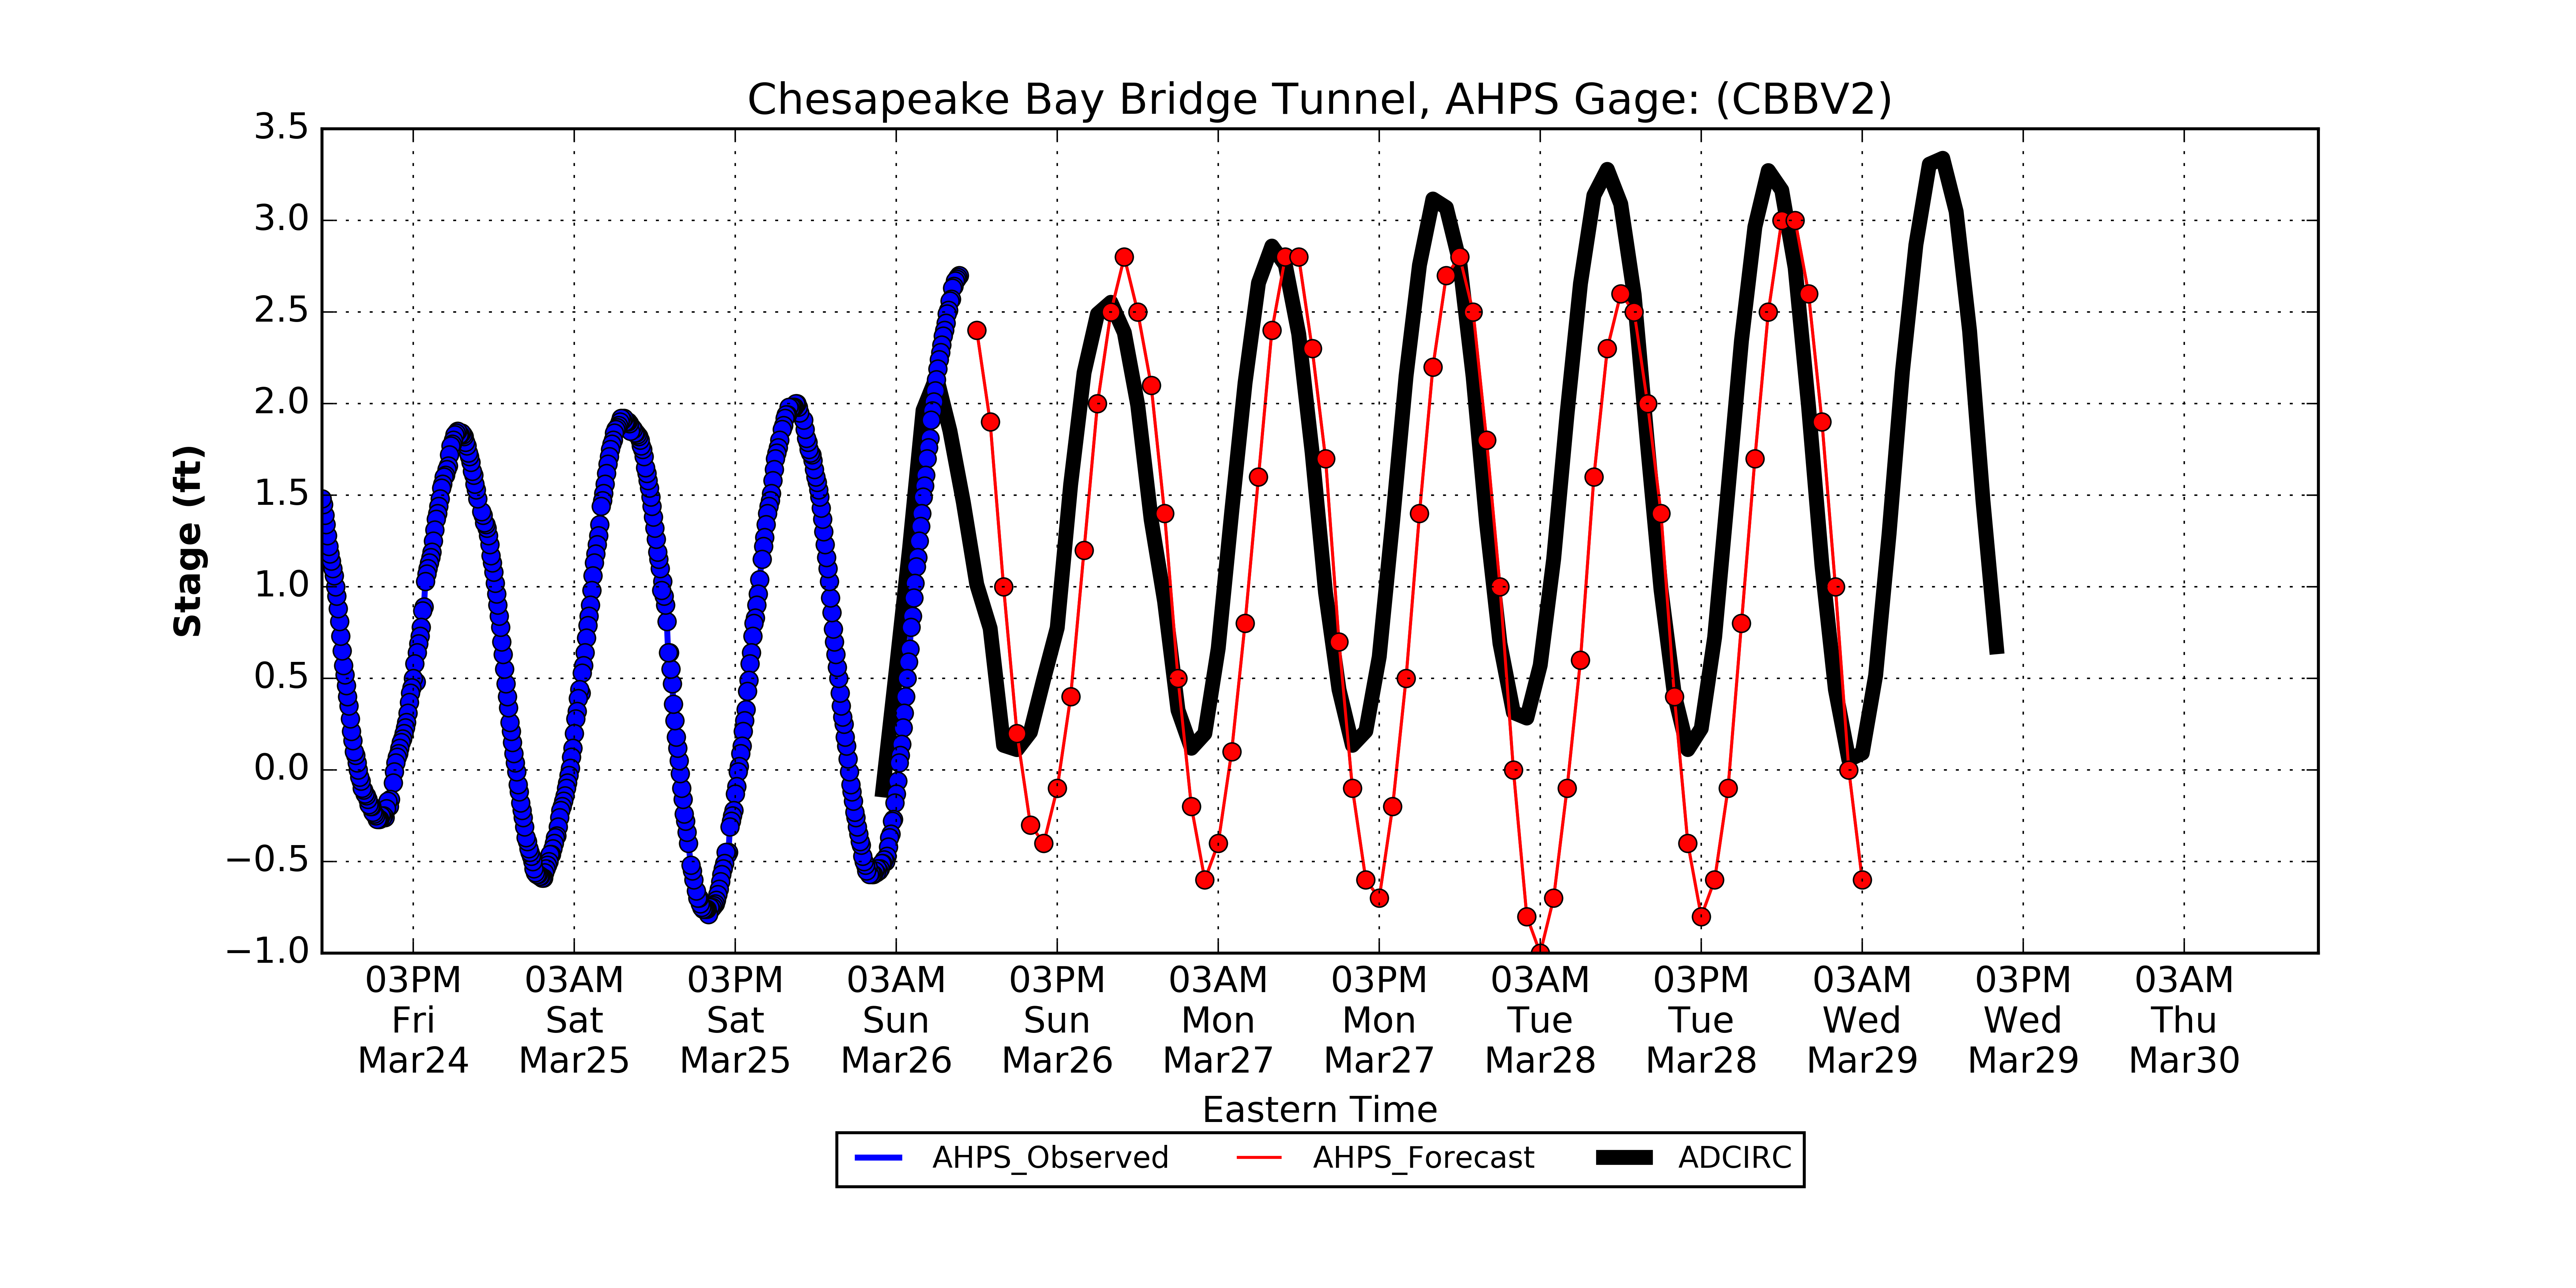 Chesapeake Bay Bridge Tunnel, AHPS Gage: (CBBV2)
3.5
3.0
2.5
2.0
1.5
1.0
0.5
0.0
−0.5
−1.0
Stage (ft)
03PM 03AM 03PM 03AM 03PM 03AM 03PM 03AM 03PM 03AM 03PM 03AM
Fri Sat Sat Sun Sun Mon Mon Tue Tue Wed Wed Thu
Mar24 Mar25 Mar25 Mar26 Mar26 Mar27 Mar27 Mar28 Mar28 Mar29 Mar29 Mar30
Eastern Time
AHPS_Observed AHPS_Forecast ADCIRC